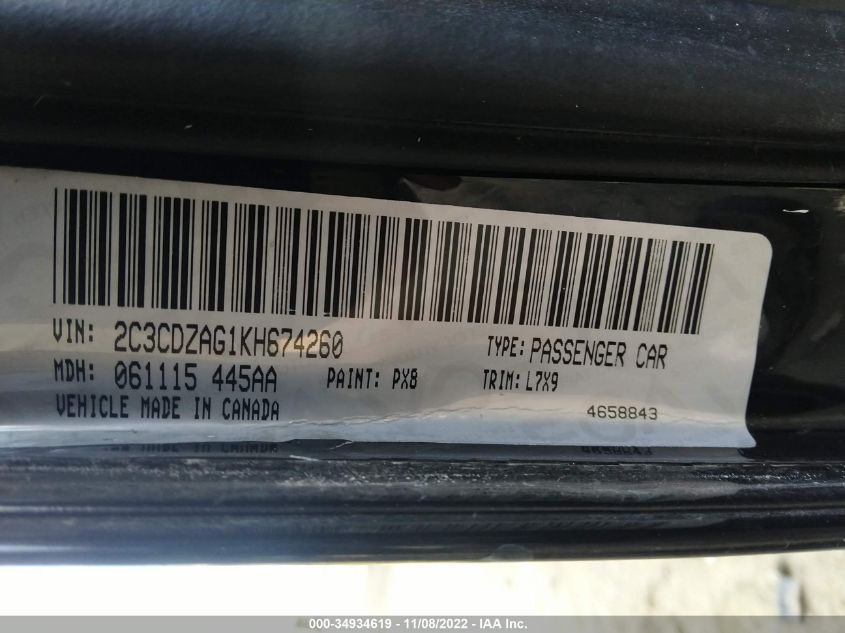 VIN: 2C3CDZAG1KH674260 TYPE: PASSENGER CAR
MDH: 061115 445AA PAINT: PX8 TRIM: L7X9
VEHICLE MADE IN CANADA 4658843
000-34934619 - 11/08/2022 - IAA Inc.